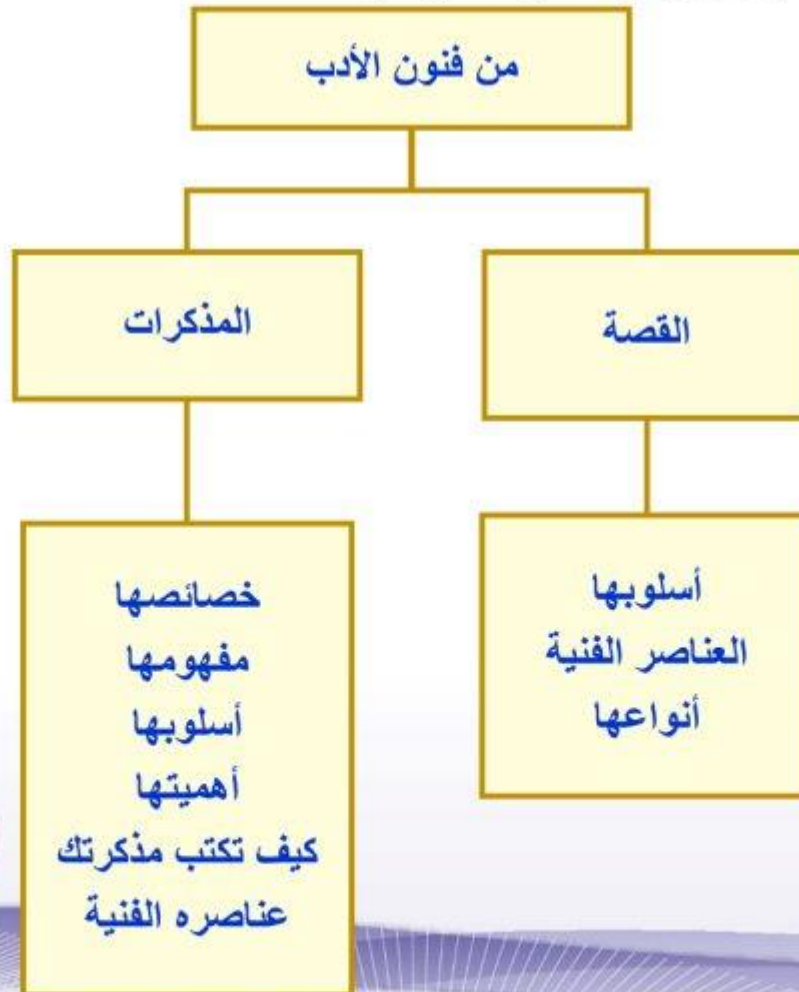 من فنون الأدب
القصة
المذكرات
أسلوبها
العناصر الفنية
أنواعها
خصائصها
مفهومها
أسلوبها
أهميتها
كيف تكتب مذكرتك
عناصره الفنية